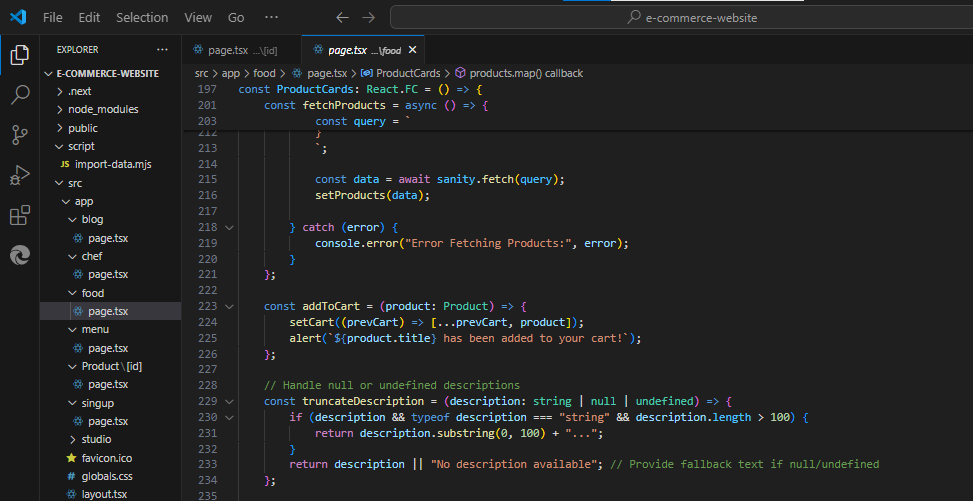 File Edit Selection View Go ··· ← → e-commerce-website
EXPLORER ···
page.tsx ...\[id]
page.tsx ...\food ×
E-COMMERCE-WEBSITE
.next
node_modules
public
script
JS import-data.mjs
src
app
blog
page.tsx
chef
page.tsx
food
page.tsx
menu
page.tsx
Product\[id]
page.tsx
singup
page.tsx
studio
favicon.ico
# globals.css
layout.tsx
src > app > food > page.tsx > ProductCards > products.map() callback
197 const ProductCards: React.FC = () => {
201 const fetchProducts = async () => {
203 const query = `
212 }
213 `;
214
215 const data = await sanity.fetch(query);
216 setProducts(data);
217
218 } catch (error) {
219 console.error("Error Fetching Products:", error);
220 }
221 };
222
223 const addToCart = (product: Product) => {
224 setCart((prevCart) => [...prevCart, product]);
225 alert(`${product.title} has been added to your cart!`);
226 };
227
228 // Handle null or undefined descriptions
229 const truncateDescription = (description: string | null | undefined) => {
230 if (description && typeof description === "string" && description.length > 100) {
231 return description.substring(0, 100) + "...";
232 }
233 return description || "No description available"; // Provide fallback text if null/undefined
234 };
235